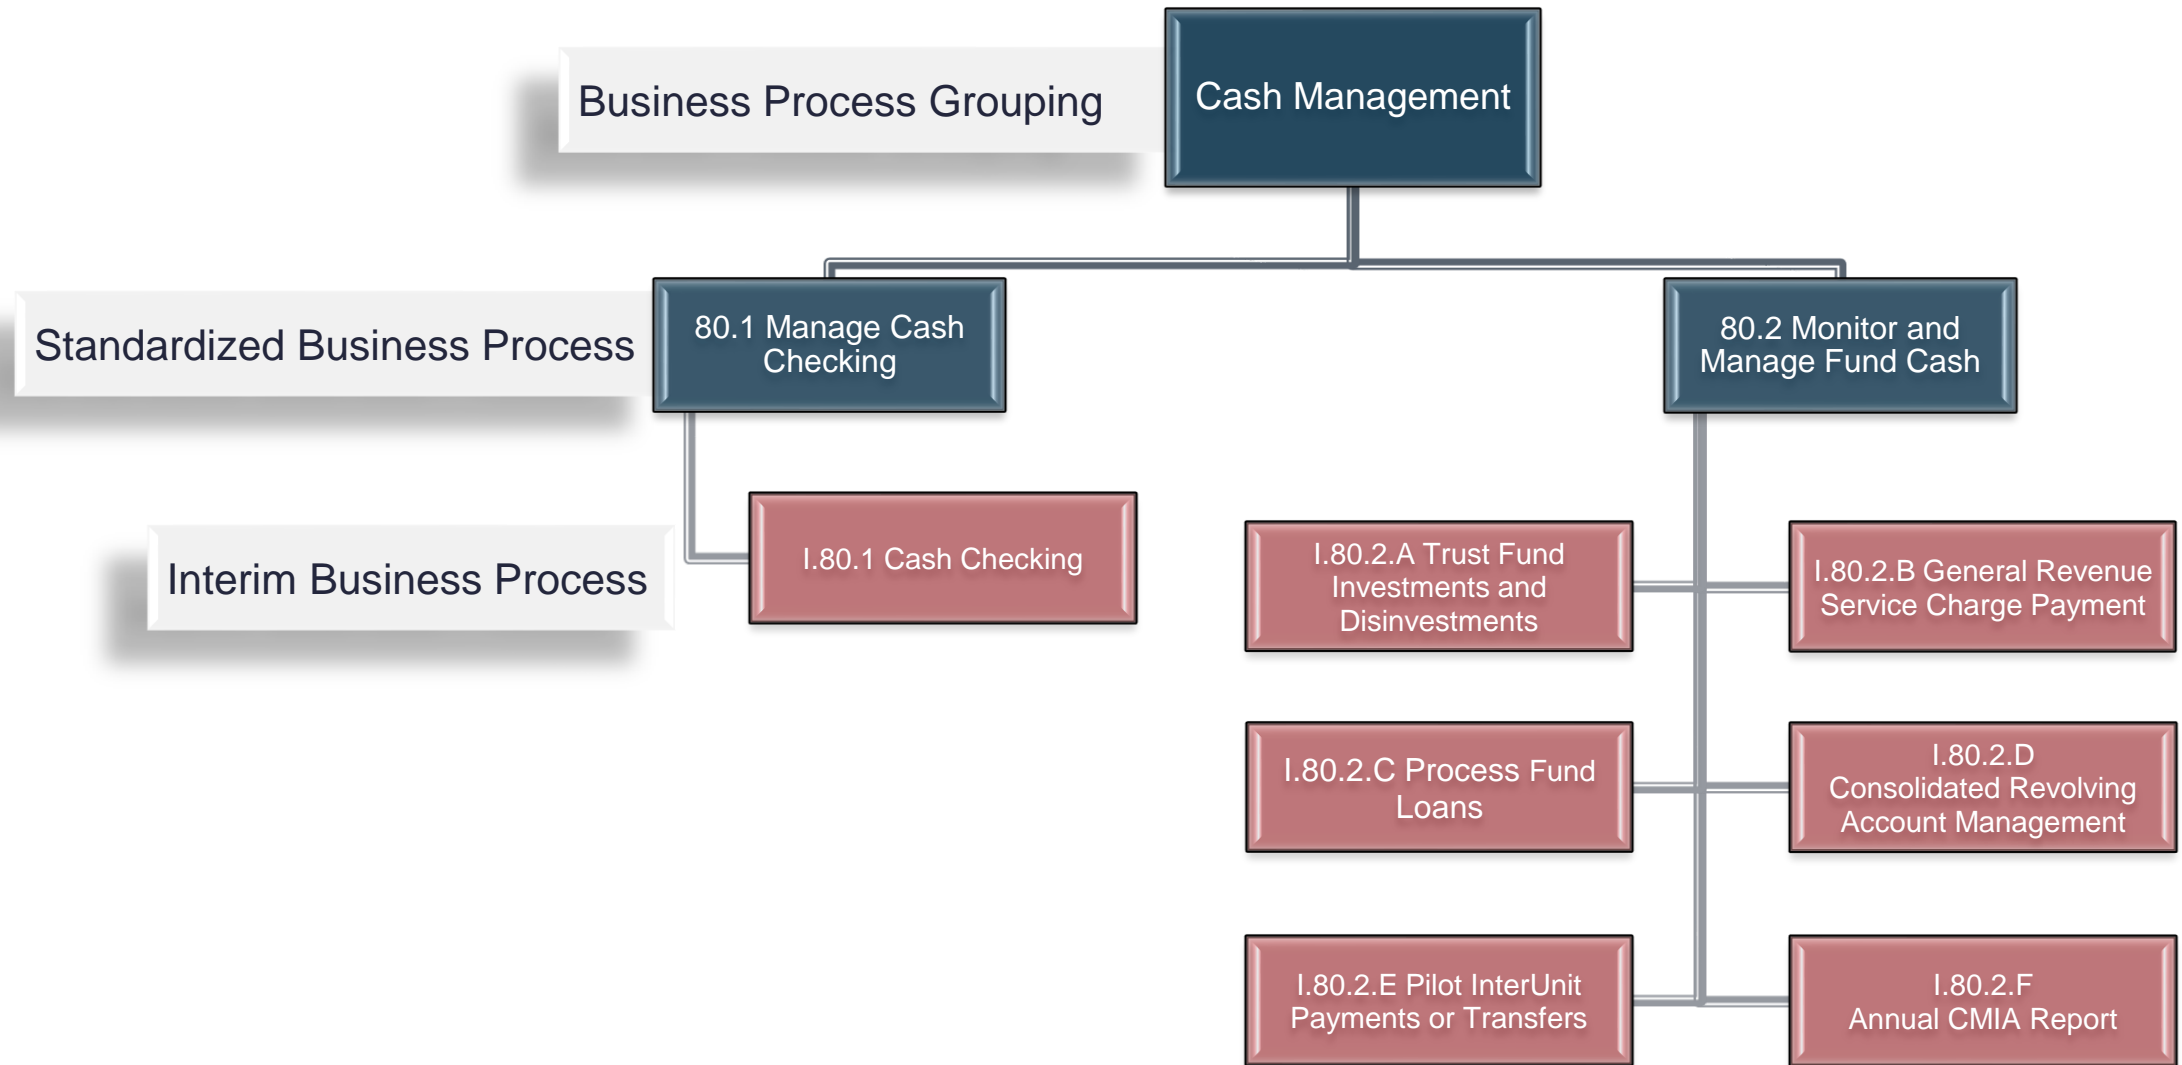 Business Process Grouping
Cash Management
Standardized Business Process
80.1 Manage Cash
Checking
80.2 Monitor and
Manage Fund Cash
Interim Business Process
I.80.1 Cash Checking
I.80.2.A Trust Fund
Investments and
Disinvestments
I.80.2.B General Revenue
Service Charge Payment
I.80.2.C Process Fund
Loans
I.80.2.D
Consolidated Revolving
Account Management
I.80.2.E Pilot InterUnit
Payments or Transfers
I.80.2.F
Annual CMIA Report